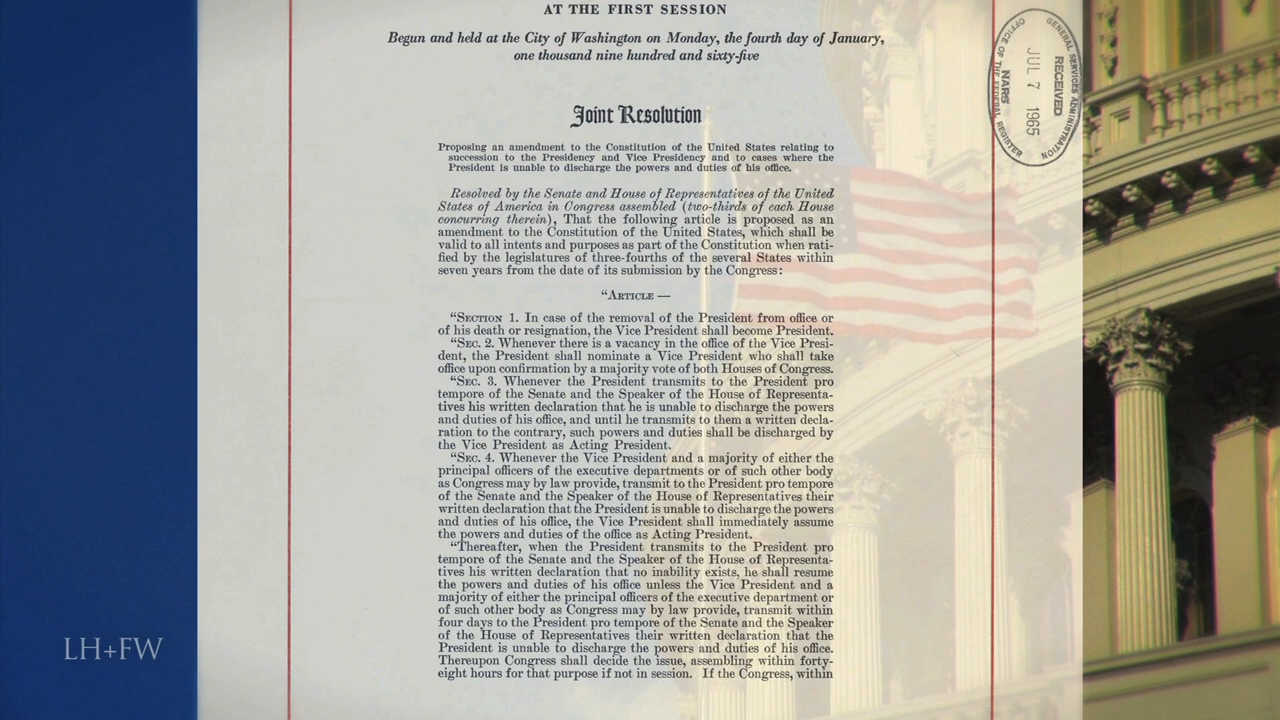 AT THE FIRST SESSION
Begun and held at the City of Washington on Monday, the fourth day of January,
one thousand nine hundred and sixty-five
GENERAL SERVICES ADMINISTRATION
RECEIVED
JUL 7 1965
NARS
OFFICE OF THE FEDERAL REGISTER
Joint Resolution
Proposing an amendment to the Constitution of the United States relating to
succession to the Presidency and Vice Presidency and to cases where the
President is unable to discharge the powers and duties of his office.
Resolved by the Senate and House of Representatives of the United
States of America in Congress assembled (two-thirds of each House
concurring therein), That the following article is proposed as an
amendment to the Constitution of the United States, which shall be
valid to all intents and purposes as part of the Constitution when rati-
fied by the legislatures of three-fourths of the several States within
seven years from the date of its submission by the Congress:
“ARTICLE —
“SECTION 1. In case of the removal of the President from office or
of his death or resignation, the Vice President shall become President.
“SEC. 2. Whenever there is a vacancy in the office of the Vice Presi-
dent, the President shall nominate a Vice President who shall take
office upon confirmation by a majority vote of both Houses of Congress.
“SEC. 3. Whenever the President transmits to the President pro
tempore of the Senate and the Speaker of the House of Representa-
tives his written declaration that he is unable to discharge the powers
and duties of his office, and until he transmits to them a written decla-
ration to the contrary, such powers and duties shall be discharged by
the Vice President as Acting President.
“SEC. 4. Whenever the Vice President and a majority of either the
principal officers of the executive departments or of such other body
as Congress may by law provide, transmit to the President pro tempore
of the Senate and the Speaker of the House of Representatives their
written declaration that the President is unable to discharge the powers
and duties of his office, the Vice President shall immediately assume
the powers and duties of the office as Acting President.
“Thereafter, when the President transmits to the President pro
tempore of the Senate and the Speaker of the House of Representa-
tives his written declaration that no inability exists, he shall resume
the powers and duties of his office unless the Vice President and a
majority of either the principal officers of the executive department or
of such other body as Congress may by law provide, transmit within
four days to the President pro tempore of the Senate and the Speaker
of the House of Representatives their written declaration that the
President is unable to discharge the powers and duties of his office.
Thereupon Congress shall decide the issue, assembling within forty-
eight hours for that purpose if not in session. If the Congress, within
LH+FW